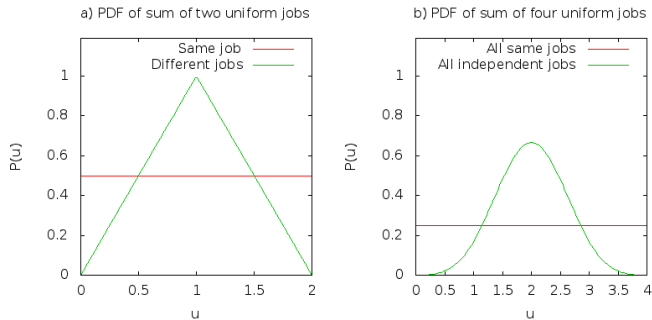 a) PDF of sum of two uniform jobs
Same job
Different jobs
P(u)
1
0.8
0.6
0.4
0.2
0
0 0.5 1 1.5 2
u
b) PDF of sum of four uniform jobs
All same jobs
All independent jobs
P(u)
1
0.8
0.6
0.4
0.2
0
0 0.5 1 1.5 2 2.5 3 3.5 4
u